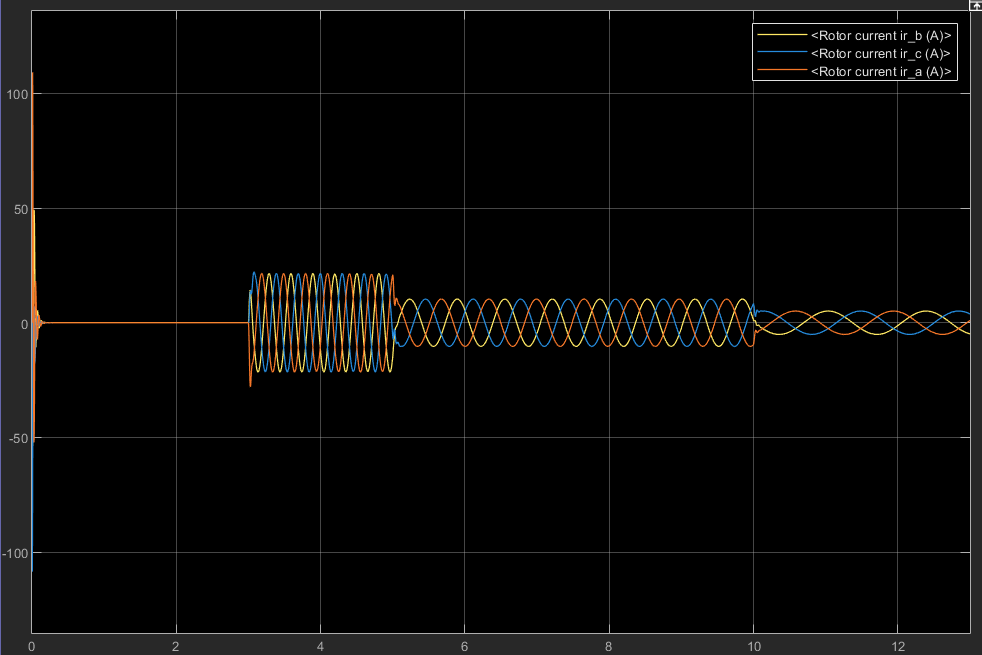 <Rotor current ir_b (A)>
<Rotor current ir_c (A)>
<Rotor current ir_a (A)>
100
50
0
-50
-100
0 2 4 6 8 10 12